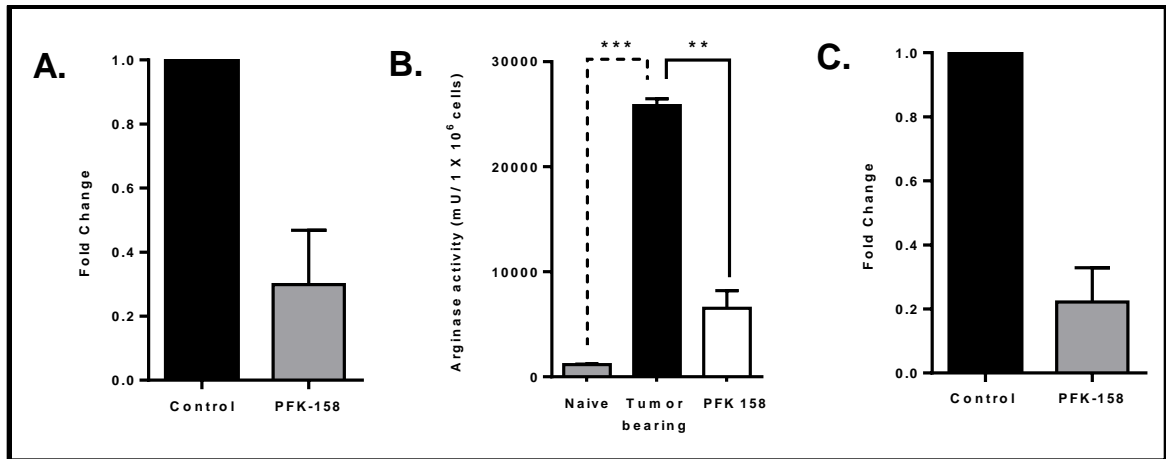 A.
Fold Change
1.0
0.8
0.6
0.4
0.2
0.0
Control PFK-158
B.
Arginase activity (mU/1 X 10⁶ cells)
*** **
30000
20000
10000
0
Naive Tumor PFK 158
bearing
C.
Fold Change
1.0
0.8
0.6
0.4
0.2
0.0
Control PFK-158